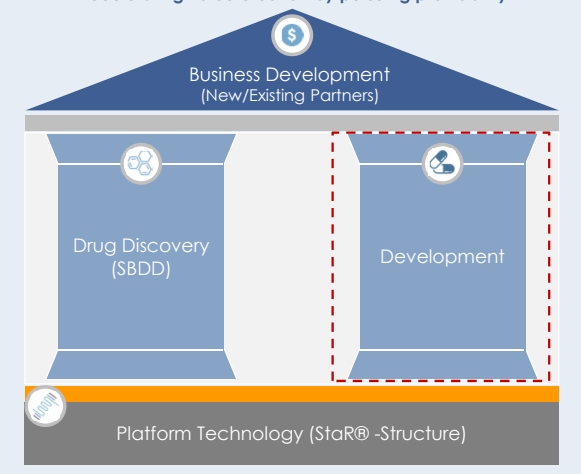 $
Business Development
(New/Existing Partners)
Drug Discovery
(SBDD)
Development
Platform Technology (StaR® -Structure)